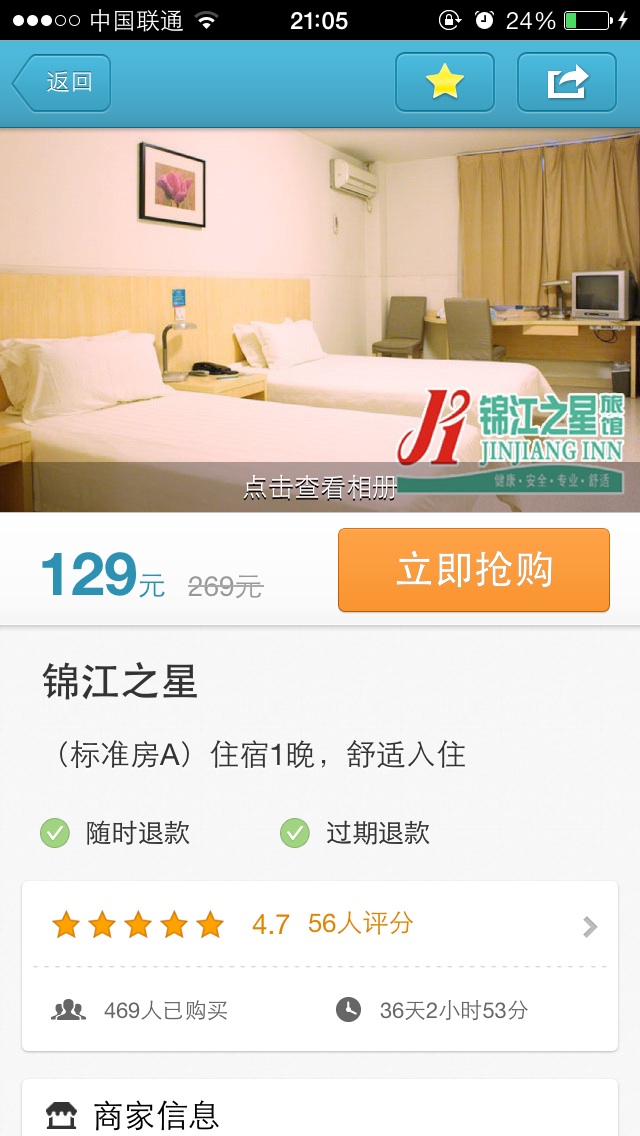 中国联通 21:05 24%
返回
锦江之星 旅馆
JINJIANG INN
健康·安全·专业·舒适
点击查看相册
129元 269元 立即抢购
锦江之星
（标准房A）住宿1晚，舒适入住
随时退款 过期退款
4.7 56人评分
469人已购买 36天2小时53分
商家信息